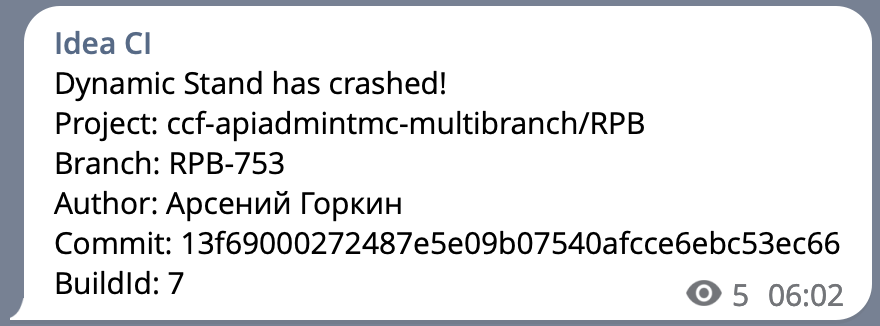 Idea CI
Dynamic Stand has crashed!
Project: ccf-apiadmintmc-multibranch/RPB
Branch: RPB-753
Author: Арсений Горкин
Commit: 13f69000272487e5e09b07540afcce6ebc53ec66
BuildId: 7
5 06:02